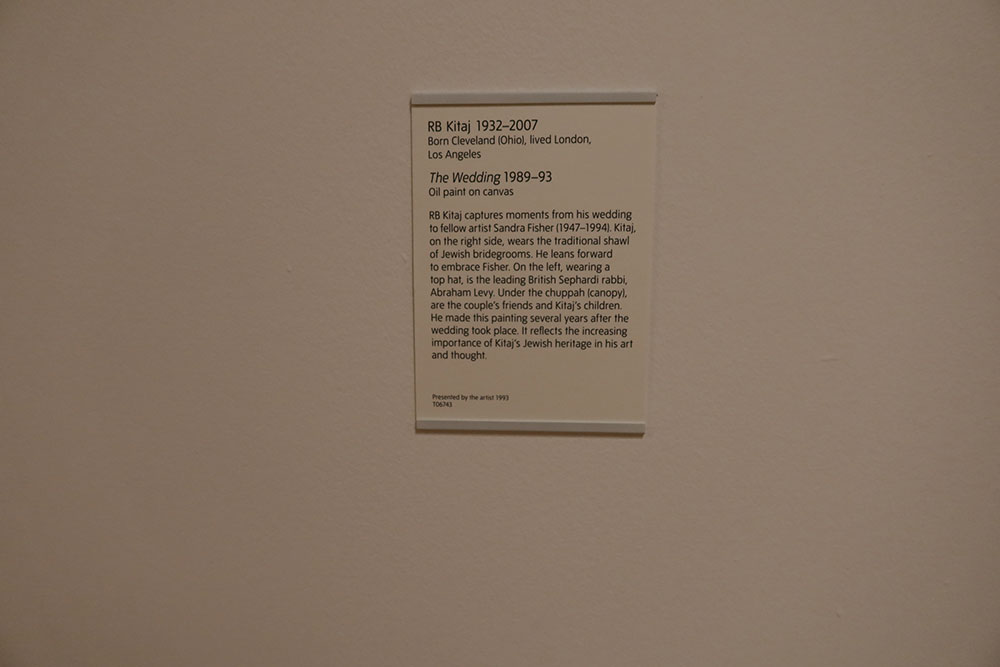 RB Kitaj 1932–2007
Born Cleveland (Ohio), lived London,
Los Angeles
The Wedding 1989–93
Oil paint on canvas
RB Kitaj captures moments from his wedding
to fellow artist Sandra Fisher (1947–1994). Kitaj,
on the right side, wears the traditional shawl
of Jewish bridegrooms. He leans forward
to embrace Fisher. On the left, wearing a
top hat, is the leading British Sephardi rabbi,
Abraham Levy. Under the chuppah (canopy),
are the couple's friends and Kitaj's children.
He made this painting several years after the
wedding took place. It reflects the increasing
importance of Kitaj's Jewish heritage in his art
and thought.
Presented by the artist 1993
T06743